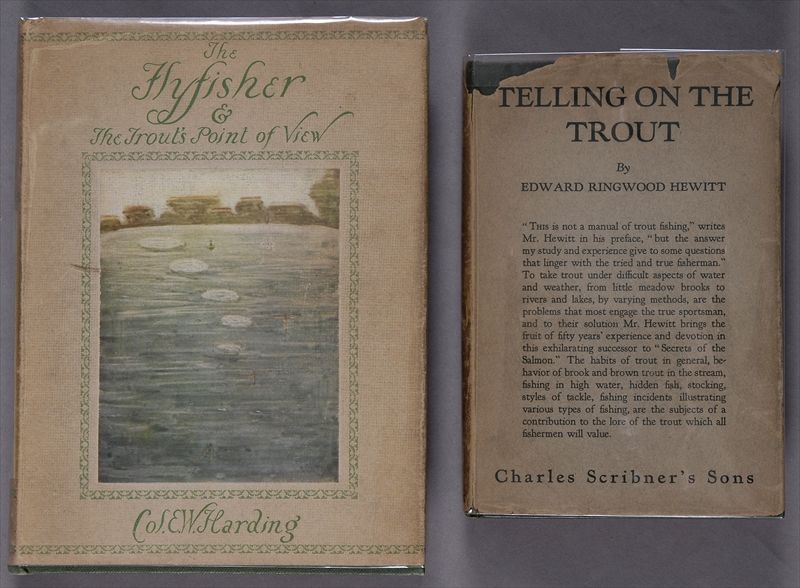 The
Flyfisher
&
The Trout's Point of View
Col. E.W. Harding
TELLING ON THE
TROUT
By
EDWARD RINGWOOD HEWITT
"THIS is not a manual of trout fishing," writes
Mr. Hewitt in his preface, "but the answer
my study and experience give to some questions
that linger with the tried and true fisherman."
To take trout under difficult aspects of water
and weather, from little meadow brooks to
rivers and lakes, by varying methods, are the
problems that most engage the true sportsman,
and to their solution Mr. Hewitt brings the
fruit of fifty years' experience and devotion in
this exhilarating successor to "Secrets of the
Salmon." The habits of trout in general, be-
havior of brook and brown trout in the stream,
fishing in high water, hidden fish, stocking,
styles of tackle, fishing incidents illustrating
various types of fishing, are the subjects of a
contribution to the lore of the trout which all
fishermen will value.
Charles Scribner's Sons